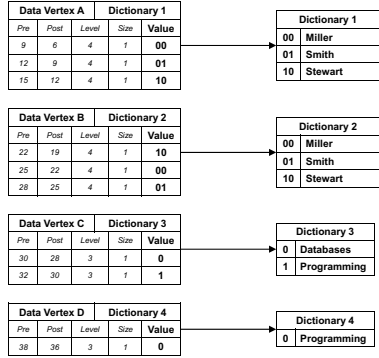 Data Vertex A Dictionary 1
Pre Post Level Size Value
9 6 4 1 00
12 9 4 1 01
15 12 4 1 10
Dictionary 1
00 Miller
01 Smith
10 Stewart
Data Vertex B Dictionary 2
Pre Post Level Size Value
22 19 4 1 10
25 22 4 1 00
28 25 4 1 01
Dictionary 2
00 Miller
01 Smith
10 Stewart
Data Vertex C Dictionary 3
Pre Post Level Size Value
30 28 3 1 0
32 30 3 1 1
Dictionary 3
0 Databases
1 Programming
Data Vertex D Dictionary 4
Pre Post Level Size Value
38 36 3 1 0
Dictionary 4
0 Programming